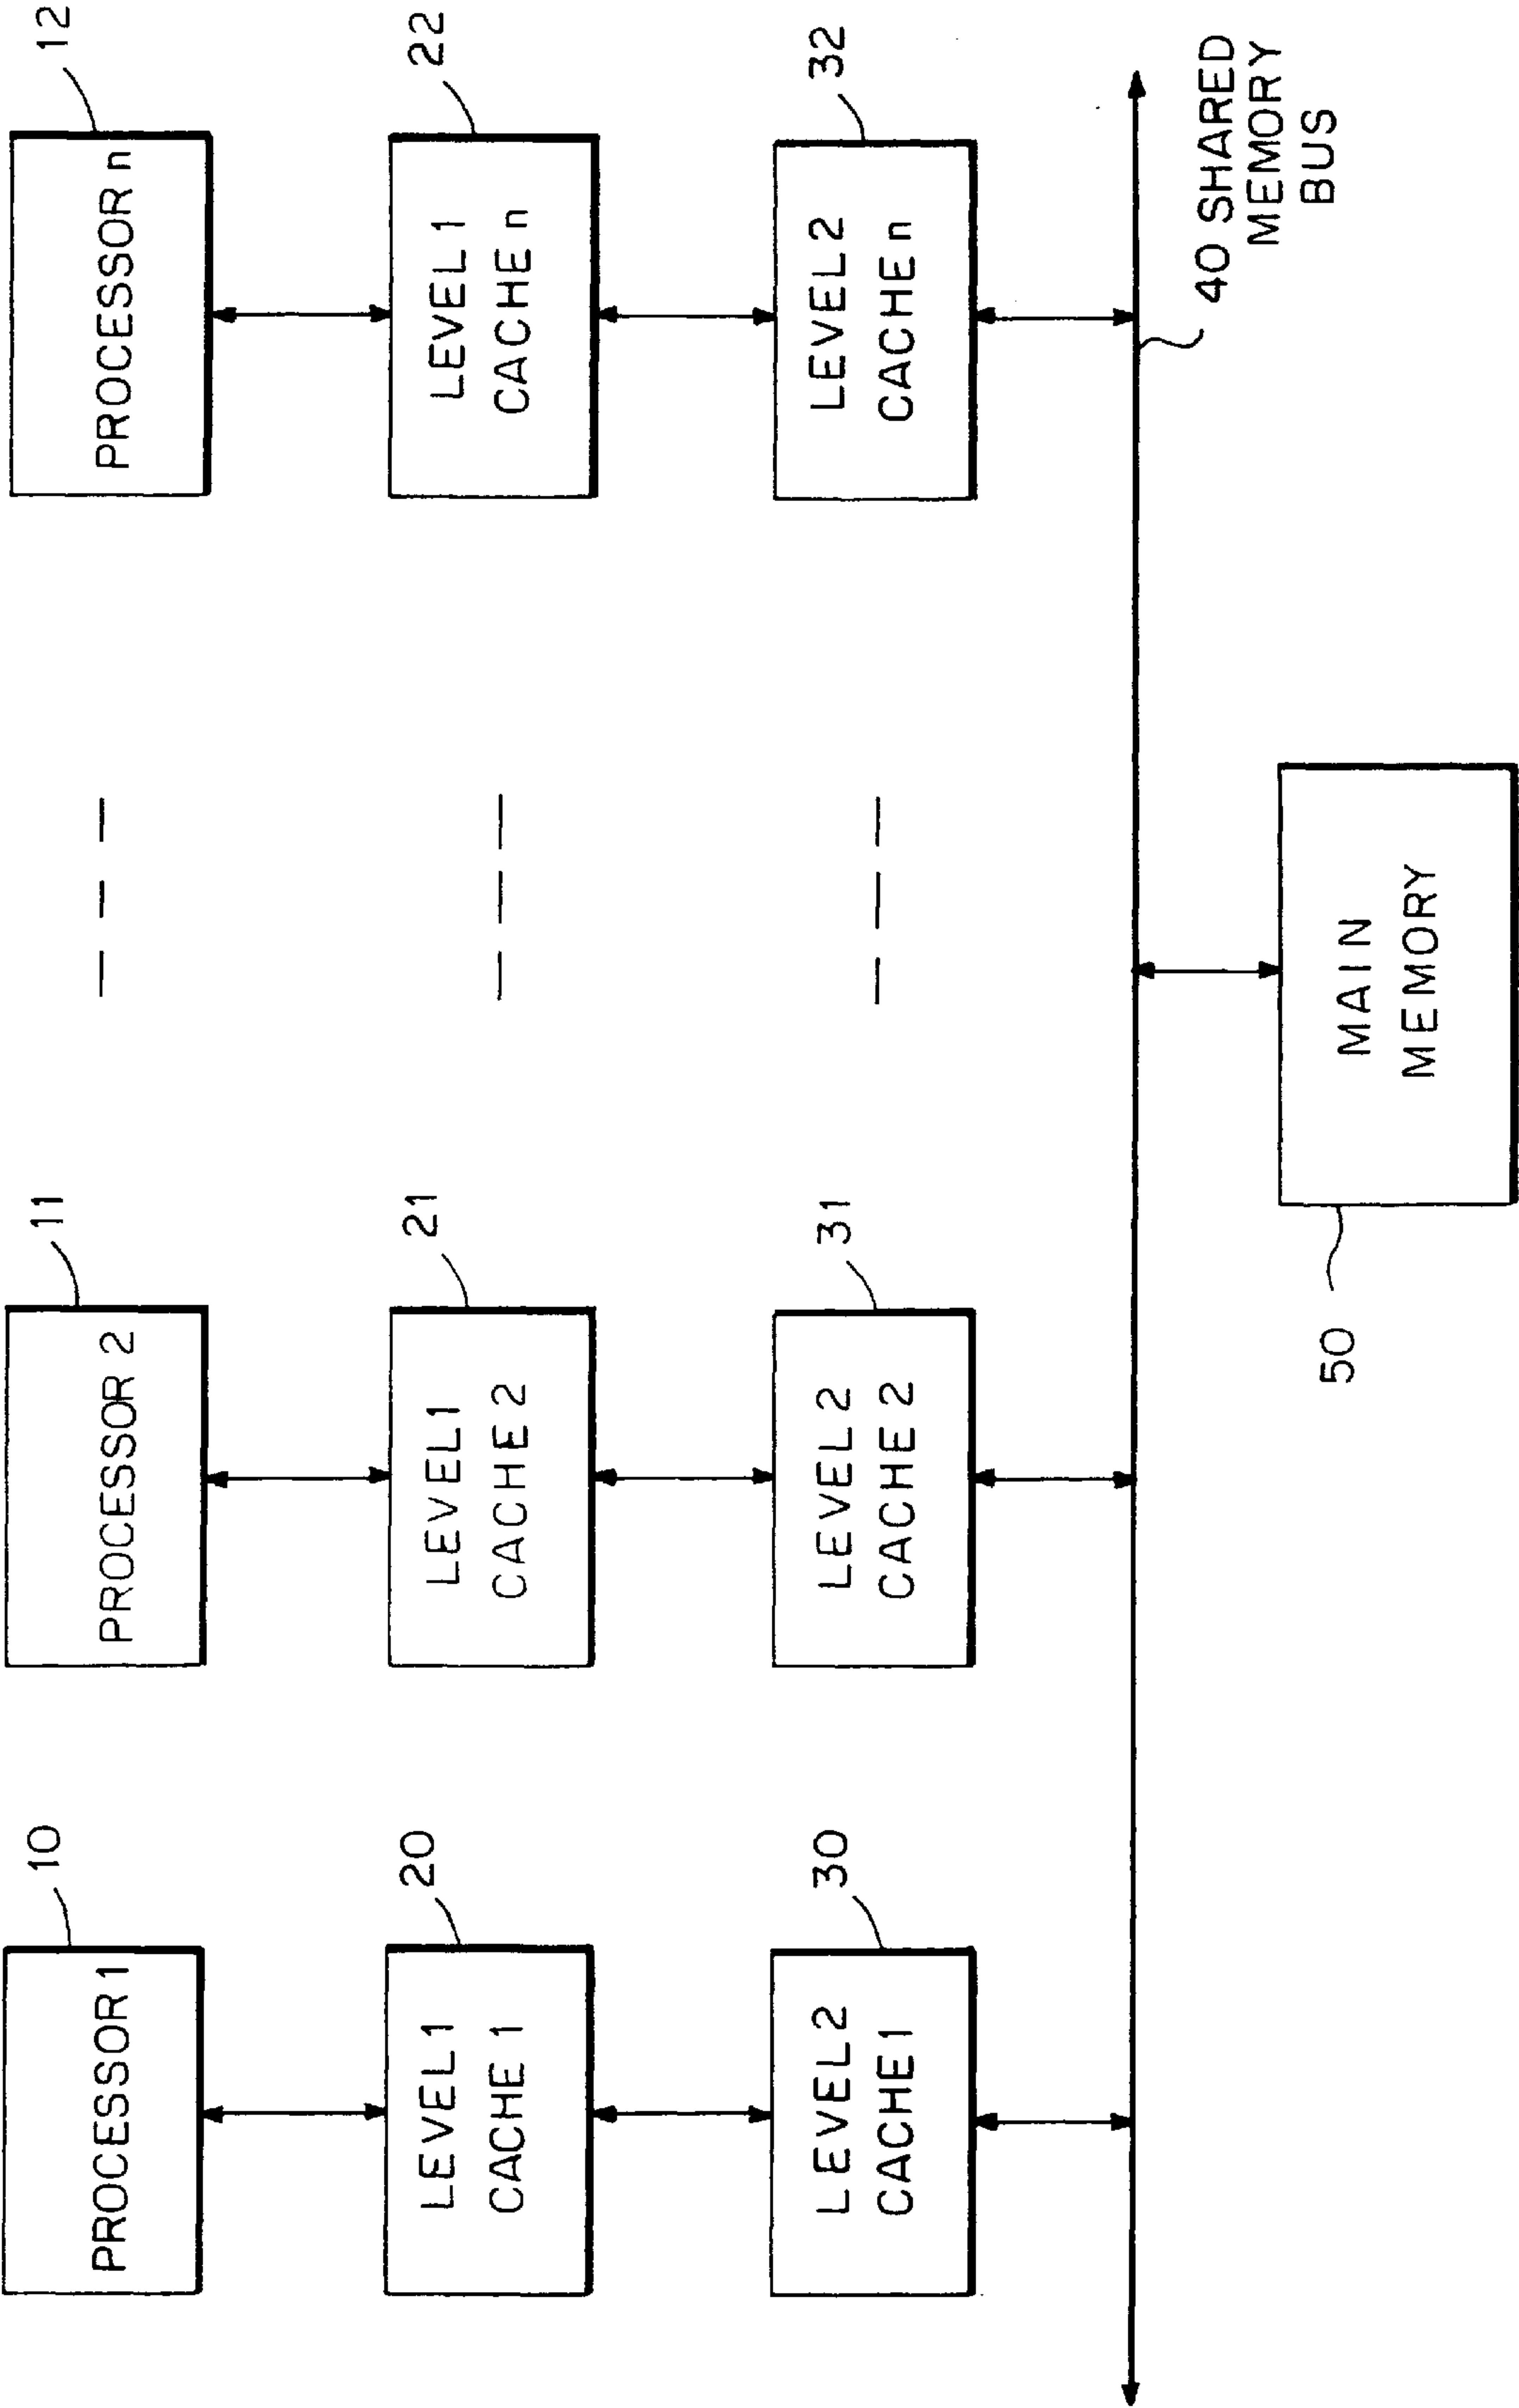 10
PROCESSOR 1
11
PROCESSOR 2
12
PROCESSOR n
20
LEVEL 1
CACHE 1
21
LEVEL 1
CACHE 2
22
LEVEL 1
CACHE n
30
LEVEL 2
CACHE 1
31
LEVEL 2
CACHE 2
32
LEVEL 2
CACHE n
40 SHARED
MEMORY
BUS
50
MAIN
MEMORY